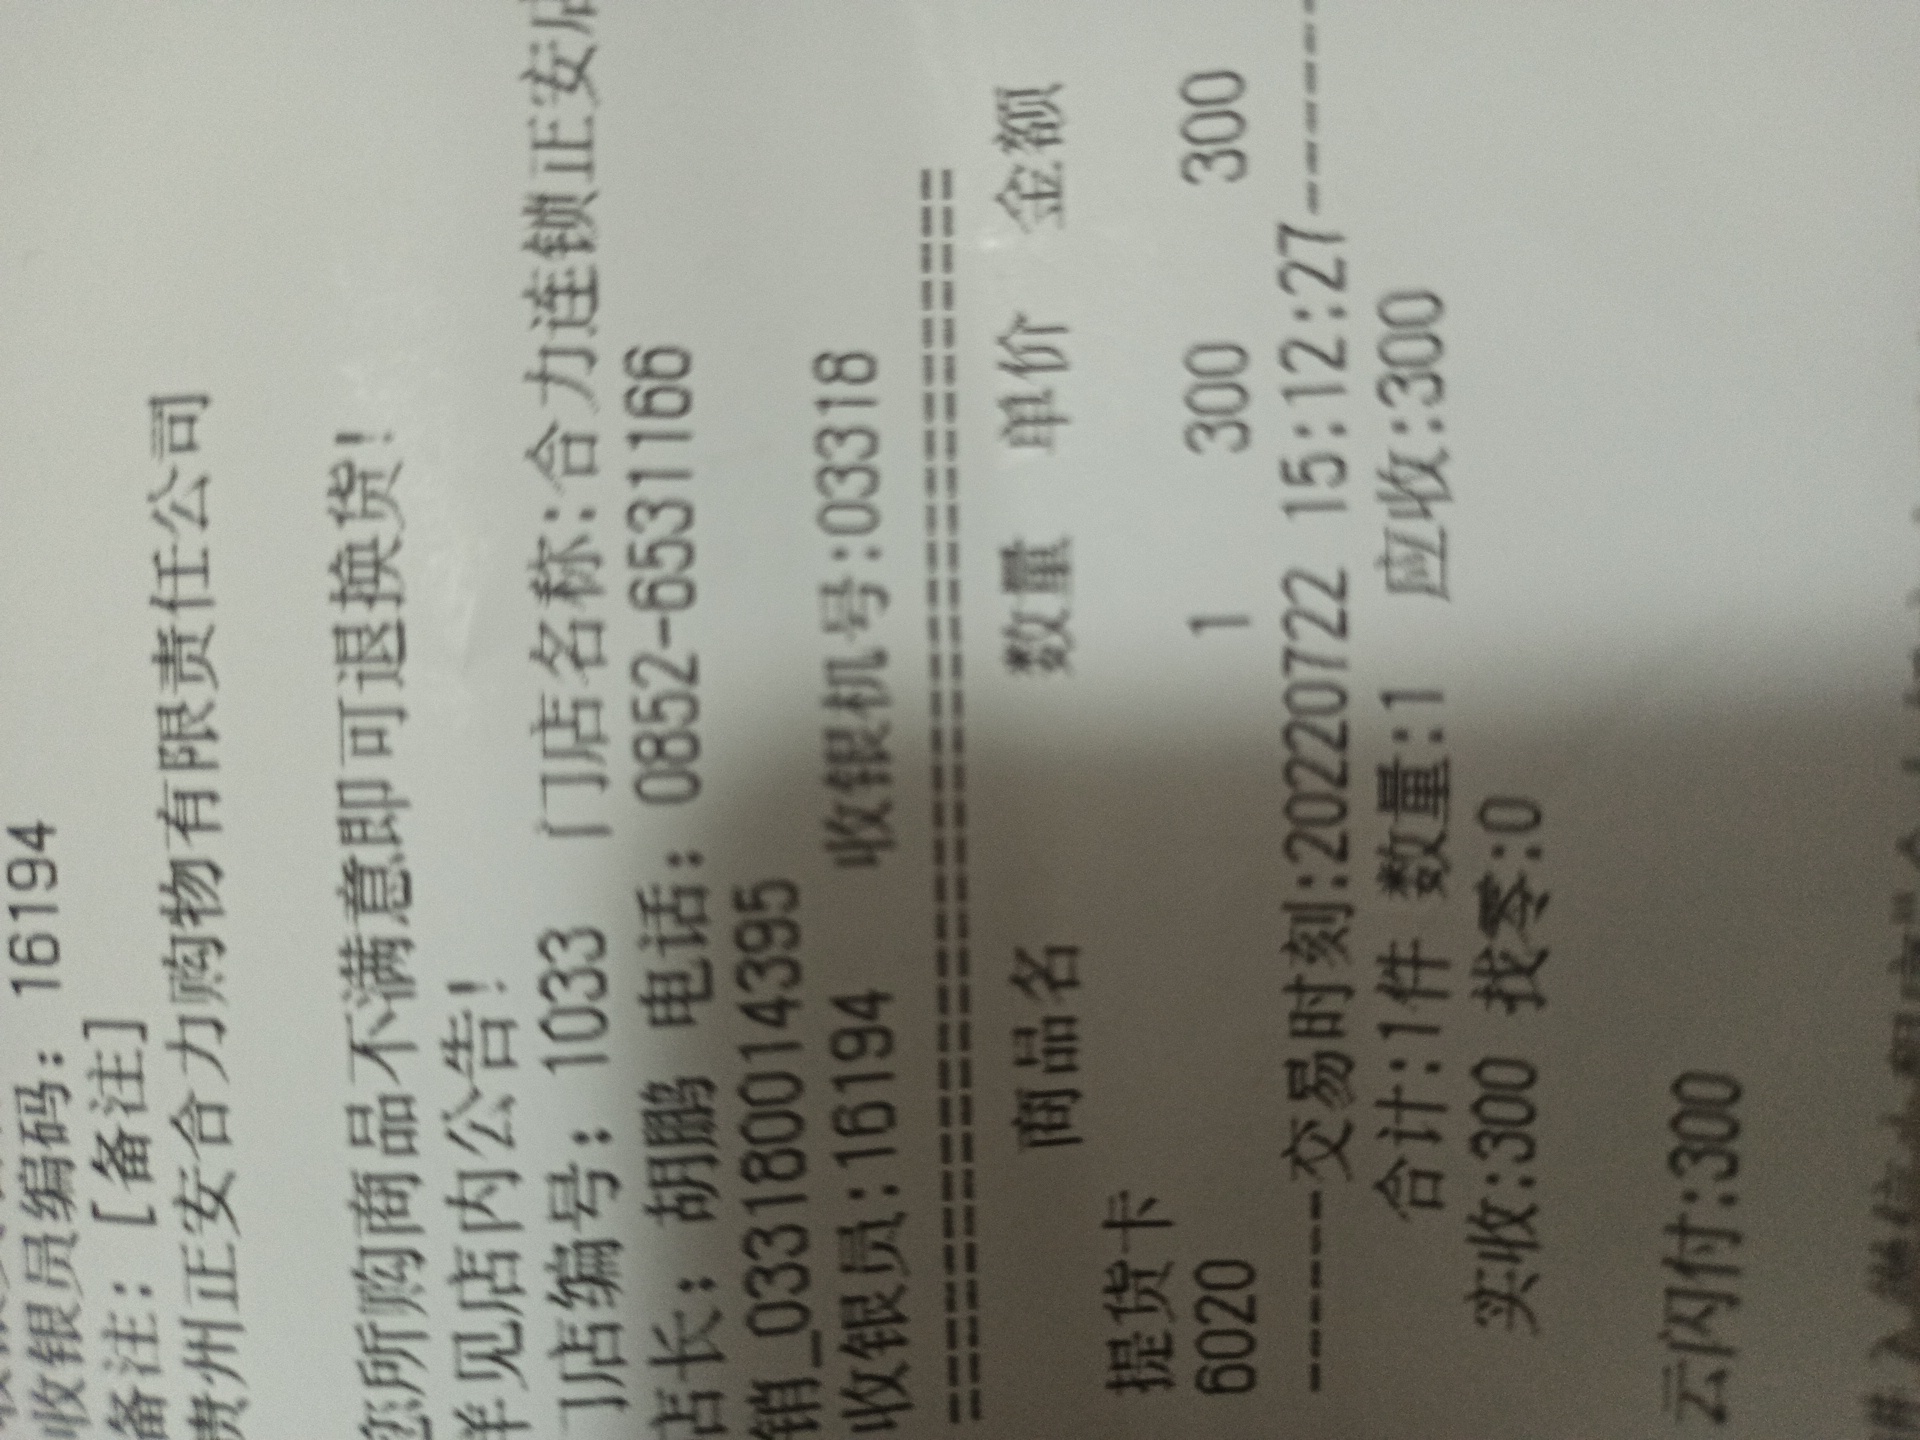 收银员编码: 16194
备注: [备注]
贵州正安合力购物有限责任公司
您所购商品不满意即可退换货!
详见店内公告!
门店编号: 1033 门店名称:合力连锁正安店
店长: 胡鹏 电话: 0852-6531166
销_03318001 4395
收银员:16194 收银机号:03318
==============================================
商品名 数量 单价 金额
提货卡
6020 1 300 300
-------交易时刻:20220722 15:12:27-------
合计:1件 数量:1 应收:300
实收:300 找零:0
云闪付:300